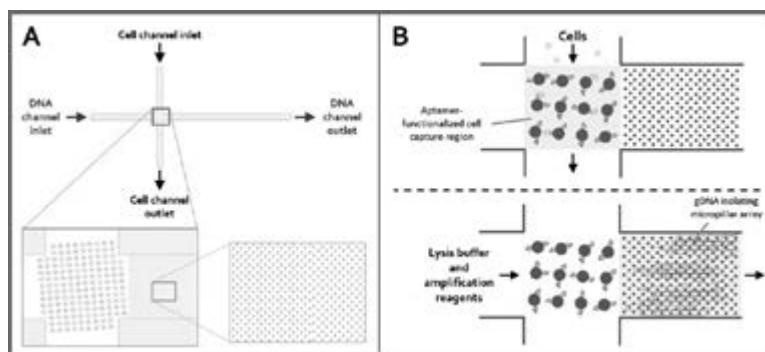 A
Cell channel inlet
DNA
channel
inlet
DNA
channel
outlet
Cell channel
outlet
B
Cells
Aptamer-
functionalized cell
capture region
gDNA isolating
micropillar array
Lysis buffer
and
amplification
reagents